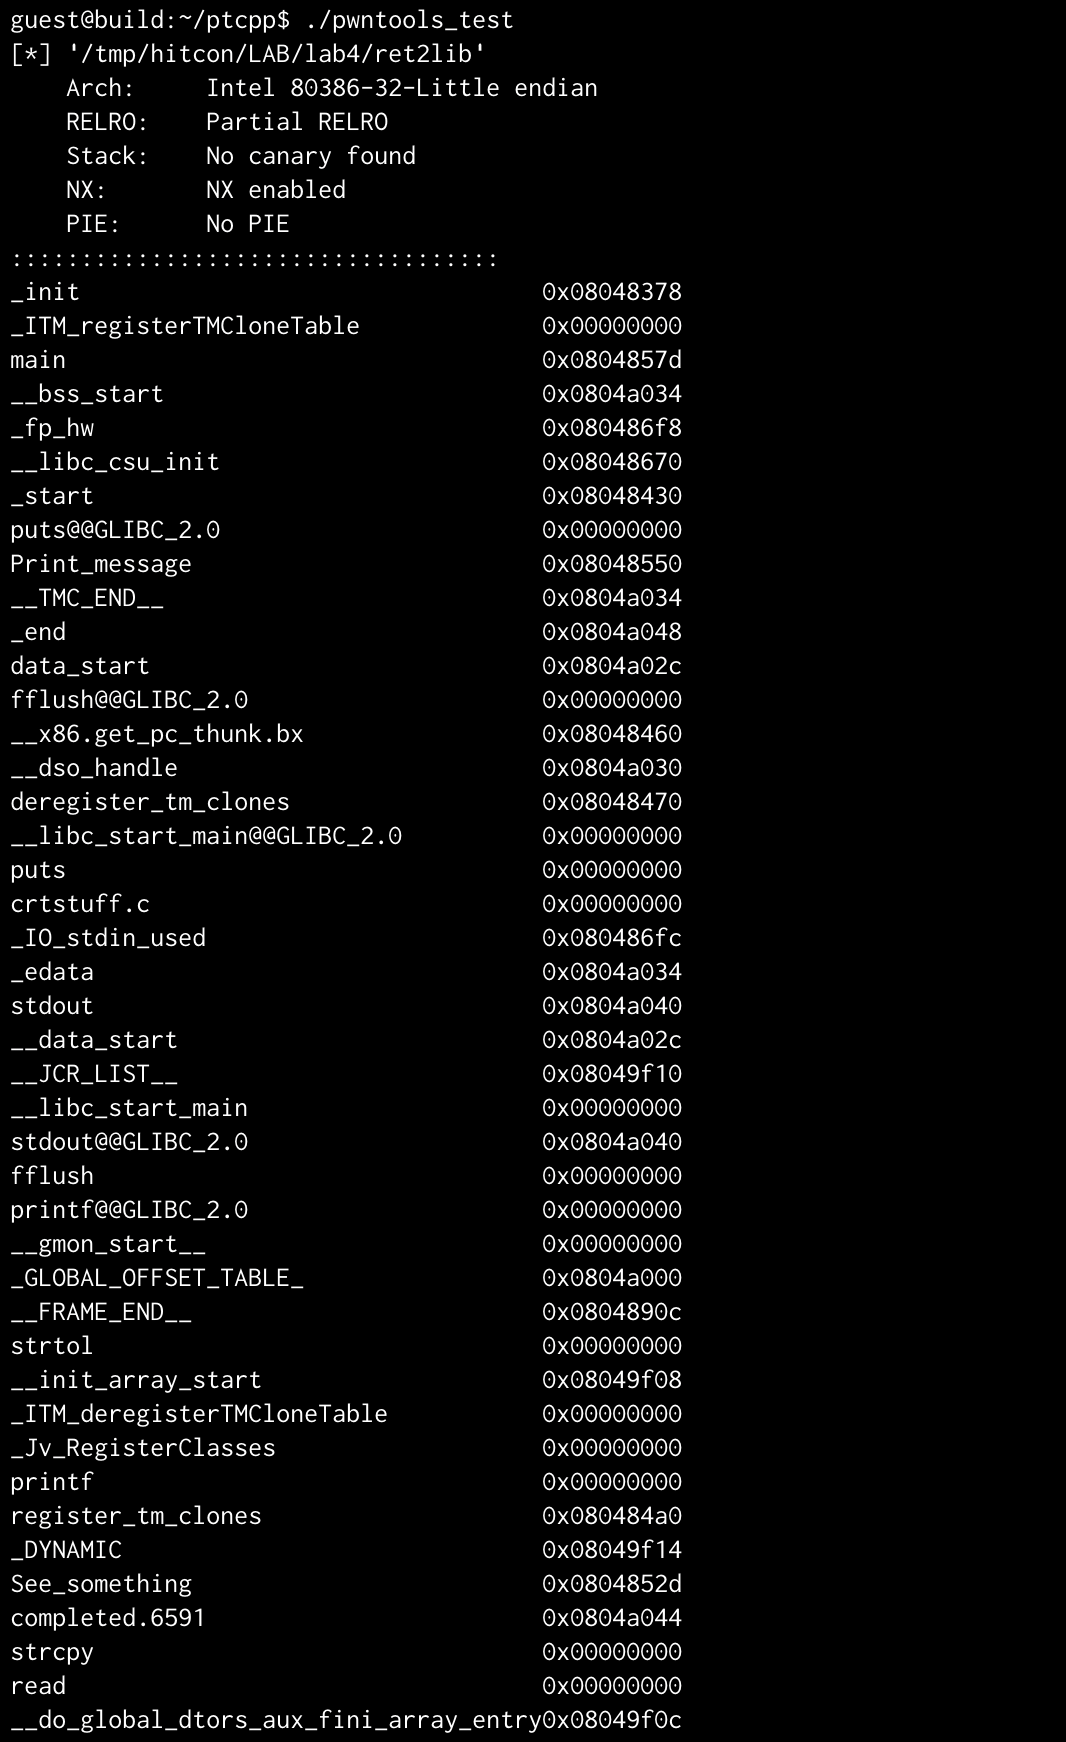 guest@build:~/ptcpp$ ./pwntools_test
[*] '/tmp/hitcon/LAB/lab4/ret2lib'
    Arch:     Intel 80386-32-Little endian
    RELRO:    Partial RELRO
    Stack:    No canary found
    NX:       NX enabled
    PIE:      No PIE
:::::::::::::::::::::::::::::::::::
_init                                 0x08048378
_ITM_registerTMCloneTable             0x00000000
main                                  0x0804857d
__bss_start                           0x0804a034
_fp_hw                                0x080486f8
__libc_csu_init                       0x08048670
_start                                0x08048430
puts@@GLIBC_2.0                       0x00000000
Print_message                         0x08048550
__TMC_END__                           0x0804a034
_end                                  0x0804a048
data_start                            0x0804a02c
fflush@@GLIBC_2.0                     0x00000000
__x86.get_pc_thunk.bx                 0x08048460
__dso_handle                          0x0804a030
deregister_tm_clones                  0x08048470
__libc_start_main@@GLIBC_2.0          0x00000000
puts                                  0x00000000
crtstuff.c                            0x00000000
_IO_stdin_used                        0x080486fc
_edata                                0x0804a034
stdout                                0x0804a040
__data_start                          0x0804a02c
__JCR_LIST__                          0x08049f10
__libc_start_main                     0x00000000
stdout@@GLIBC_2.0                     0x0804a040
fflush                                0x00000000
printf@@GLIBC_2.0                     0x00000000
__gmon_start__                        0x00000000
_GLOBAL_OFFSET_TABLE_                 0x0804a000
__FRAME_END__                         0x0804890c
strtol                                0x00000000
__init_array_start                    0x08049f08
_ITM_deregisterTMCloneTable           0x00000000
_Jv_RegisterClasses                   0x00000000
printf                                0x00000000
register_tm_clones                    0x080484a0
_DYNAMIC                              0x08049f14
See_something                         0x0804852d
completed.6591                        0x0804a044
strcpy                                0x00000000
read                                  0x00000000
__do_global_dtors_aux_fini_array_entry0x08049f0c